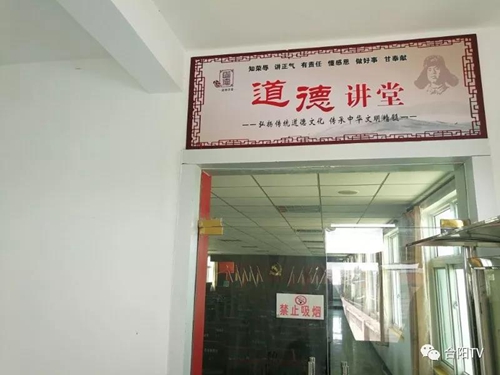 知荣辱 讲正气 有责任 懂感恩 做好事 甘奉献
道德讲堂
——弘扬传统道德文化 传承中华文明精髓——
禁止吸烟
台阳TV